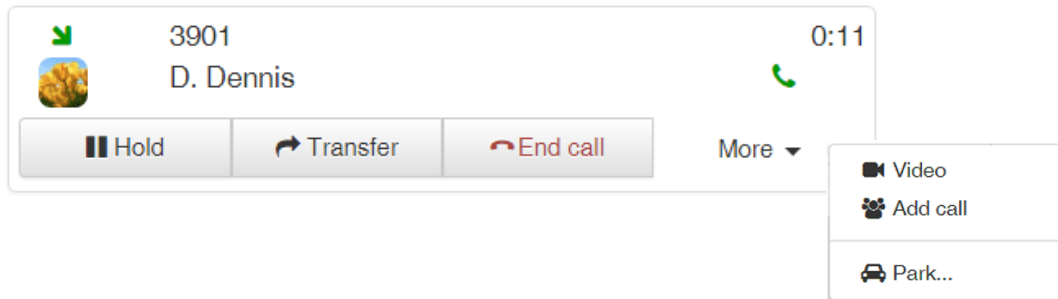 3901 0:11
D. Dennis
Hold Transfer End call More
Video
Add call
Park...